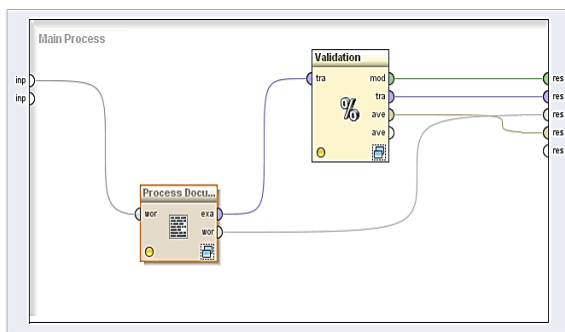 Main Process
Validation
inp
tra
mod
res
inp
tra
res
%
ave
res
ave
res
res
Process Docu...
wor
exa
wor